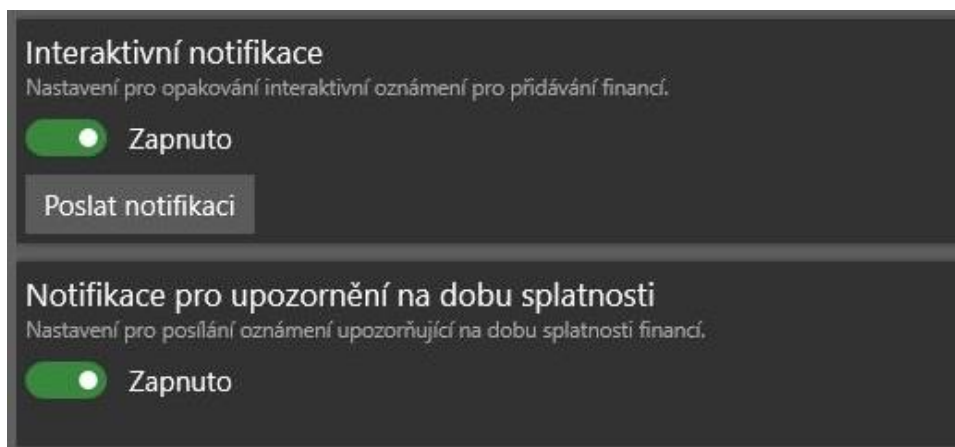 Interaktivní notifikace
Nastavení pro opakování interaktivní oznámení pro přidávání financí.
Zapnuto
Poslat notifikaci
Notifikace pro upozornění na dobu splatnosti
Nastavení pro posílání oznámení upozorňující na dobu splatnosti financí.
Zapnuto